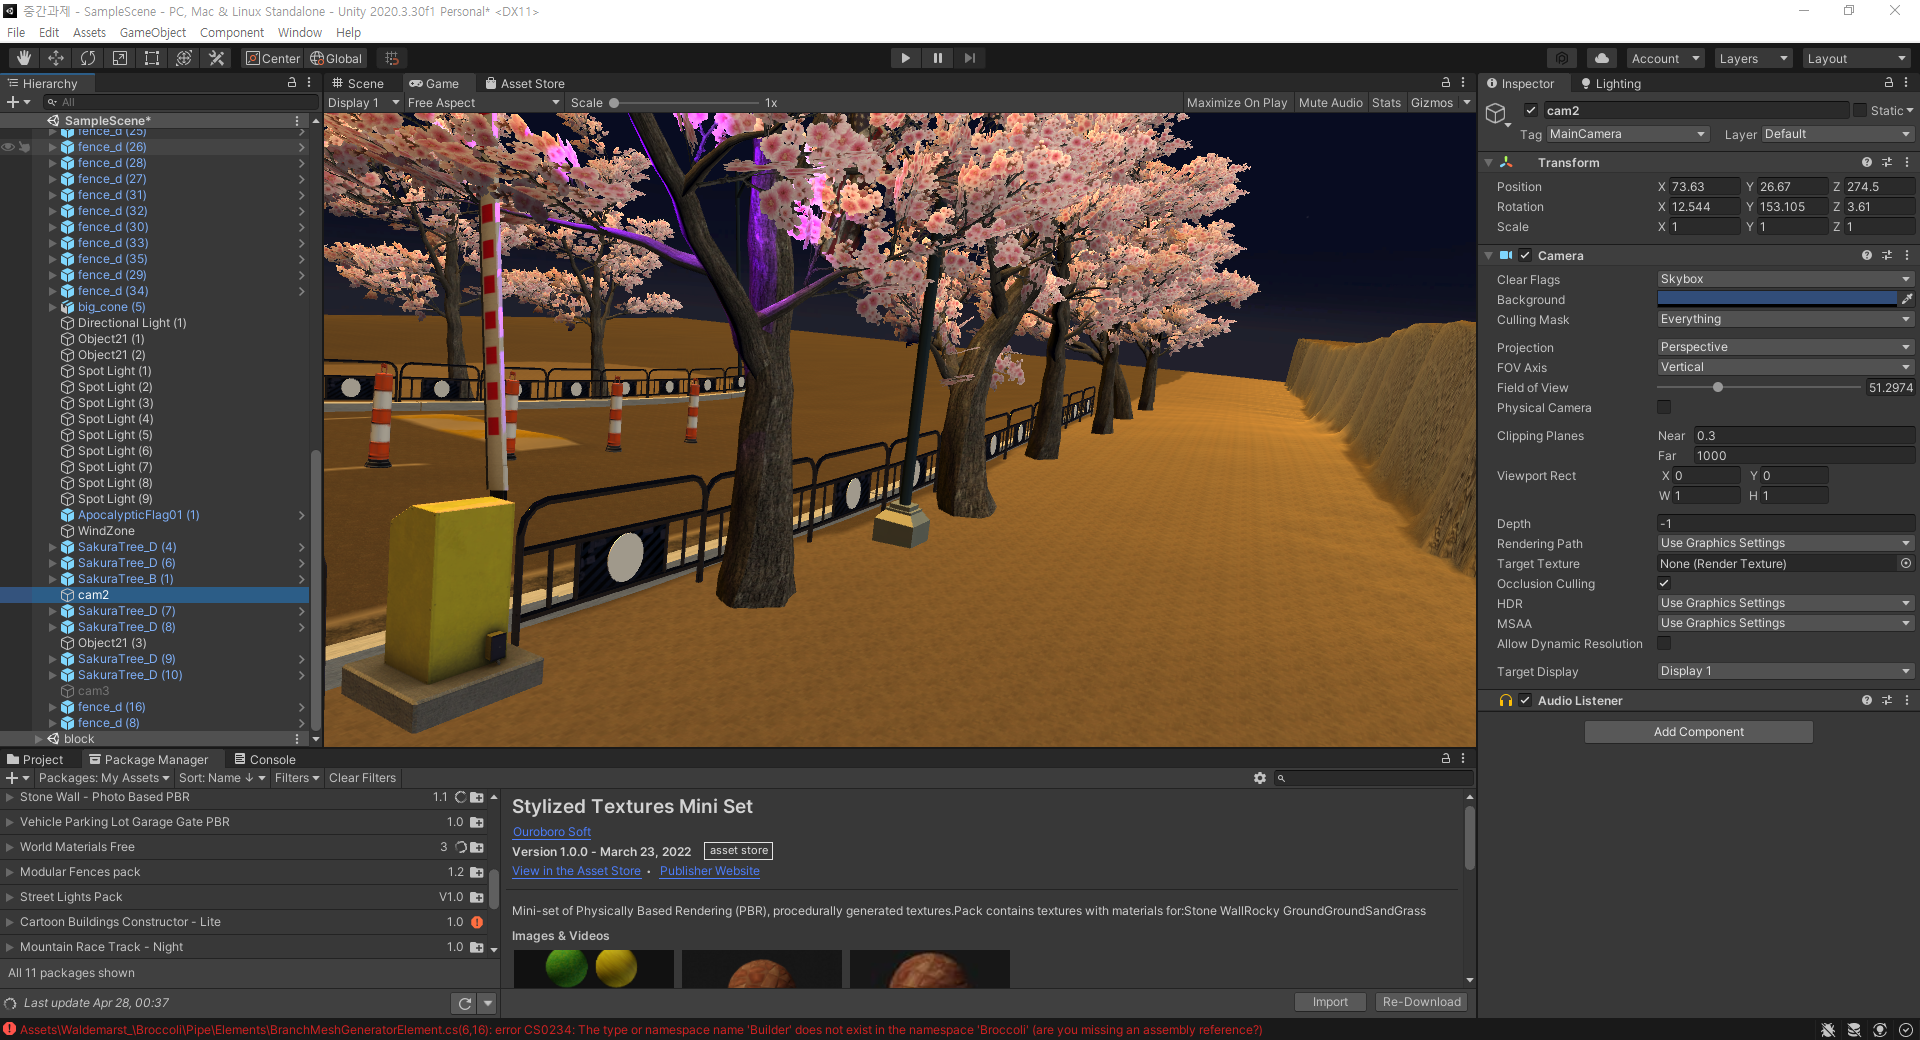 중간과제 - SampleScene - PC, Mac & Linux Standalone - Unity 2020.3.30f1 Personal* <DX11>
File Edit Assets GameObject Component Window Help
Center Global Account Layers Layout
Hierarchy
All
SampleScene*
fence_d (25)
fence_d (26)
fence_d (28)
fence_d (27)
fence_d (31)
fence_d (32)
fence_d (30)
fence_d (33)
fence_d (35)
fence_d (29)
fence_d (34)
big_cone (5)
Directional Light (1)
Object21 (1)
Object21 (2)
Spot Light (1)
Spot Light (2)
Spot Light (3)
Spot Light (4)
Spot Light (5)
Spot Light (6)
Spot Light (7)
Spot Light (8)
Spot Light (9)
ApocalypticFlag01 (1)
WindZone
SakuraTree_D (4)
SakuraTree_D (6)
SakuraTree_B (1)
cam2
SakuraTree_D (7)
SakuraTree_D (8)
Object21 (3)
SakuraTree_D (9)
SakuraTree_D (10)
cam3
fence_d (16)
fence_d (8)
block
Scene Game Asset Store
Display 1 Free Aspect Scale 1x Maximize On Play Mute Audio Stats Gizmos
Inspector Lighting
cam2 Static
Tag MainCamera Layer Default
Transform
Position X 73.63 Y 26.67 Z 274.5
Rotation X 12.544 Y 153.105 Z 3.61
Scale X 1 Y 1 Z 1
Camera
Clear Flags Skybox
Background
Culling Mask Everything
Projection Perspective
FOV Axis Vertical
Field of View 51.2974
Physical Camera
Clipping Planes Near 0.3
Far 1000
Viewport Rect X 0 Y 0
W 1 H 1
Depth -1
Rendering Path Use Graphics Settings
Target Texture None (Render Texture)
Occlusion Culling
HDR Use Graphics Settings
MSAA Use Graphics Settings
Allow Dynamic Resolution
Target Display Display 1
Audio Listener
Add Component
Project Package Manager Console
Packages: My Assets Sort: Name ↓ Filters Clear Filters
Stone Wall - Photo Based PBR 1.1
Vehicle Parking Lot Garage Gate PBR 1.0
World Materials Free 3
Modular Fences pack 1.2
Street Lights Pack V1.0
Cartoon Buildings Constructor - Lite 1.0
Mountain Race Track - Night 1.0
All 11 packages shown
Last update Apr 28, 00:37
Stylized Textures Mini Set
Ouroboro Soft
Version 1.0.0 - March 23, 2022 asset store
View in the Asset Store • Publisher Website
Mini-set of Physically Based Rendering (PBR), procedurally generated textures.Pack contains textures with materials for:Stone WallRocky GroundGroundSandGrass
Images & Videos
Import Re-Download
Assets\Waldemarst_\Broccoli\Pipe\Elements\BranchMeshGeneratorElement.cs(6,16): error CS0234: The type or namespace name 'Builder' does not exist in the namespace 'Broccoli' (are you missing an assembly reference?)